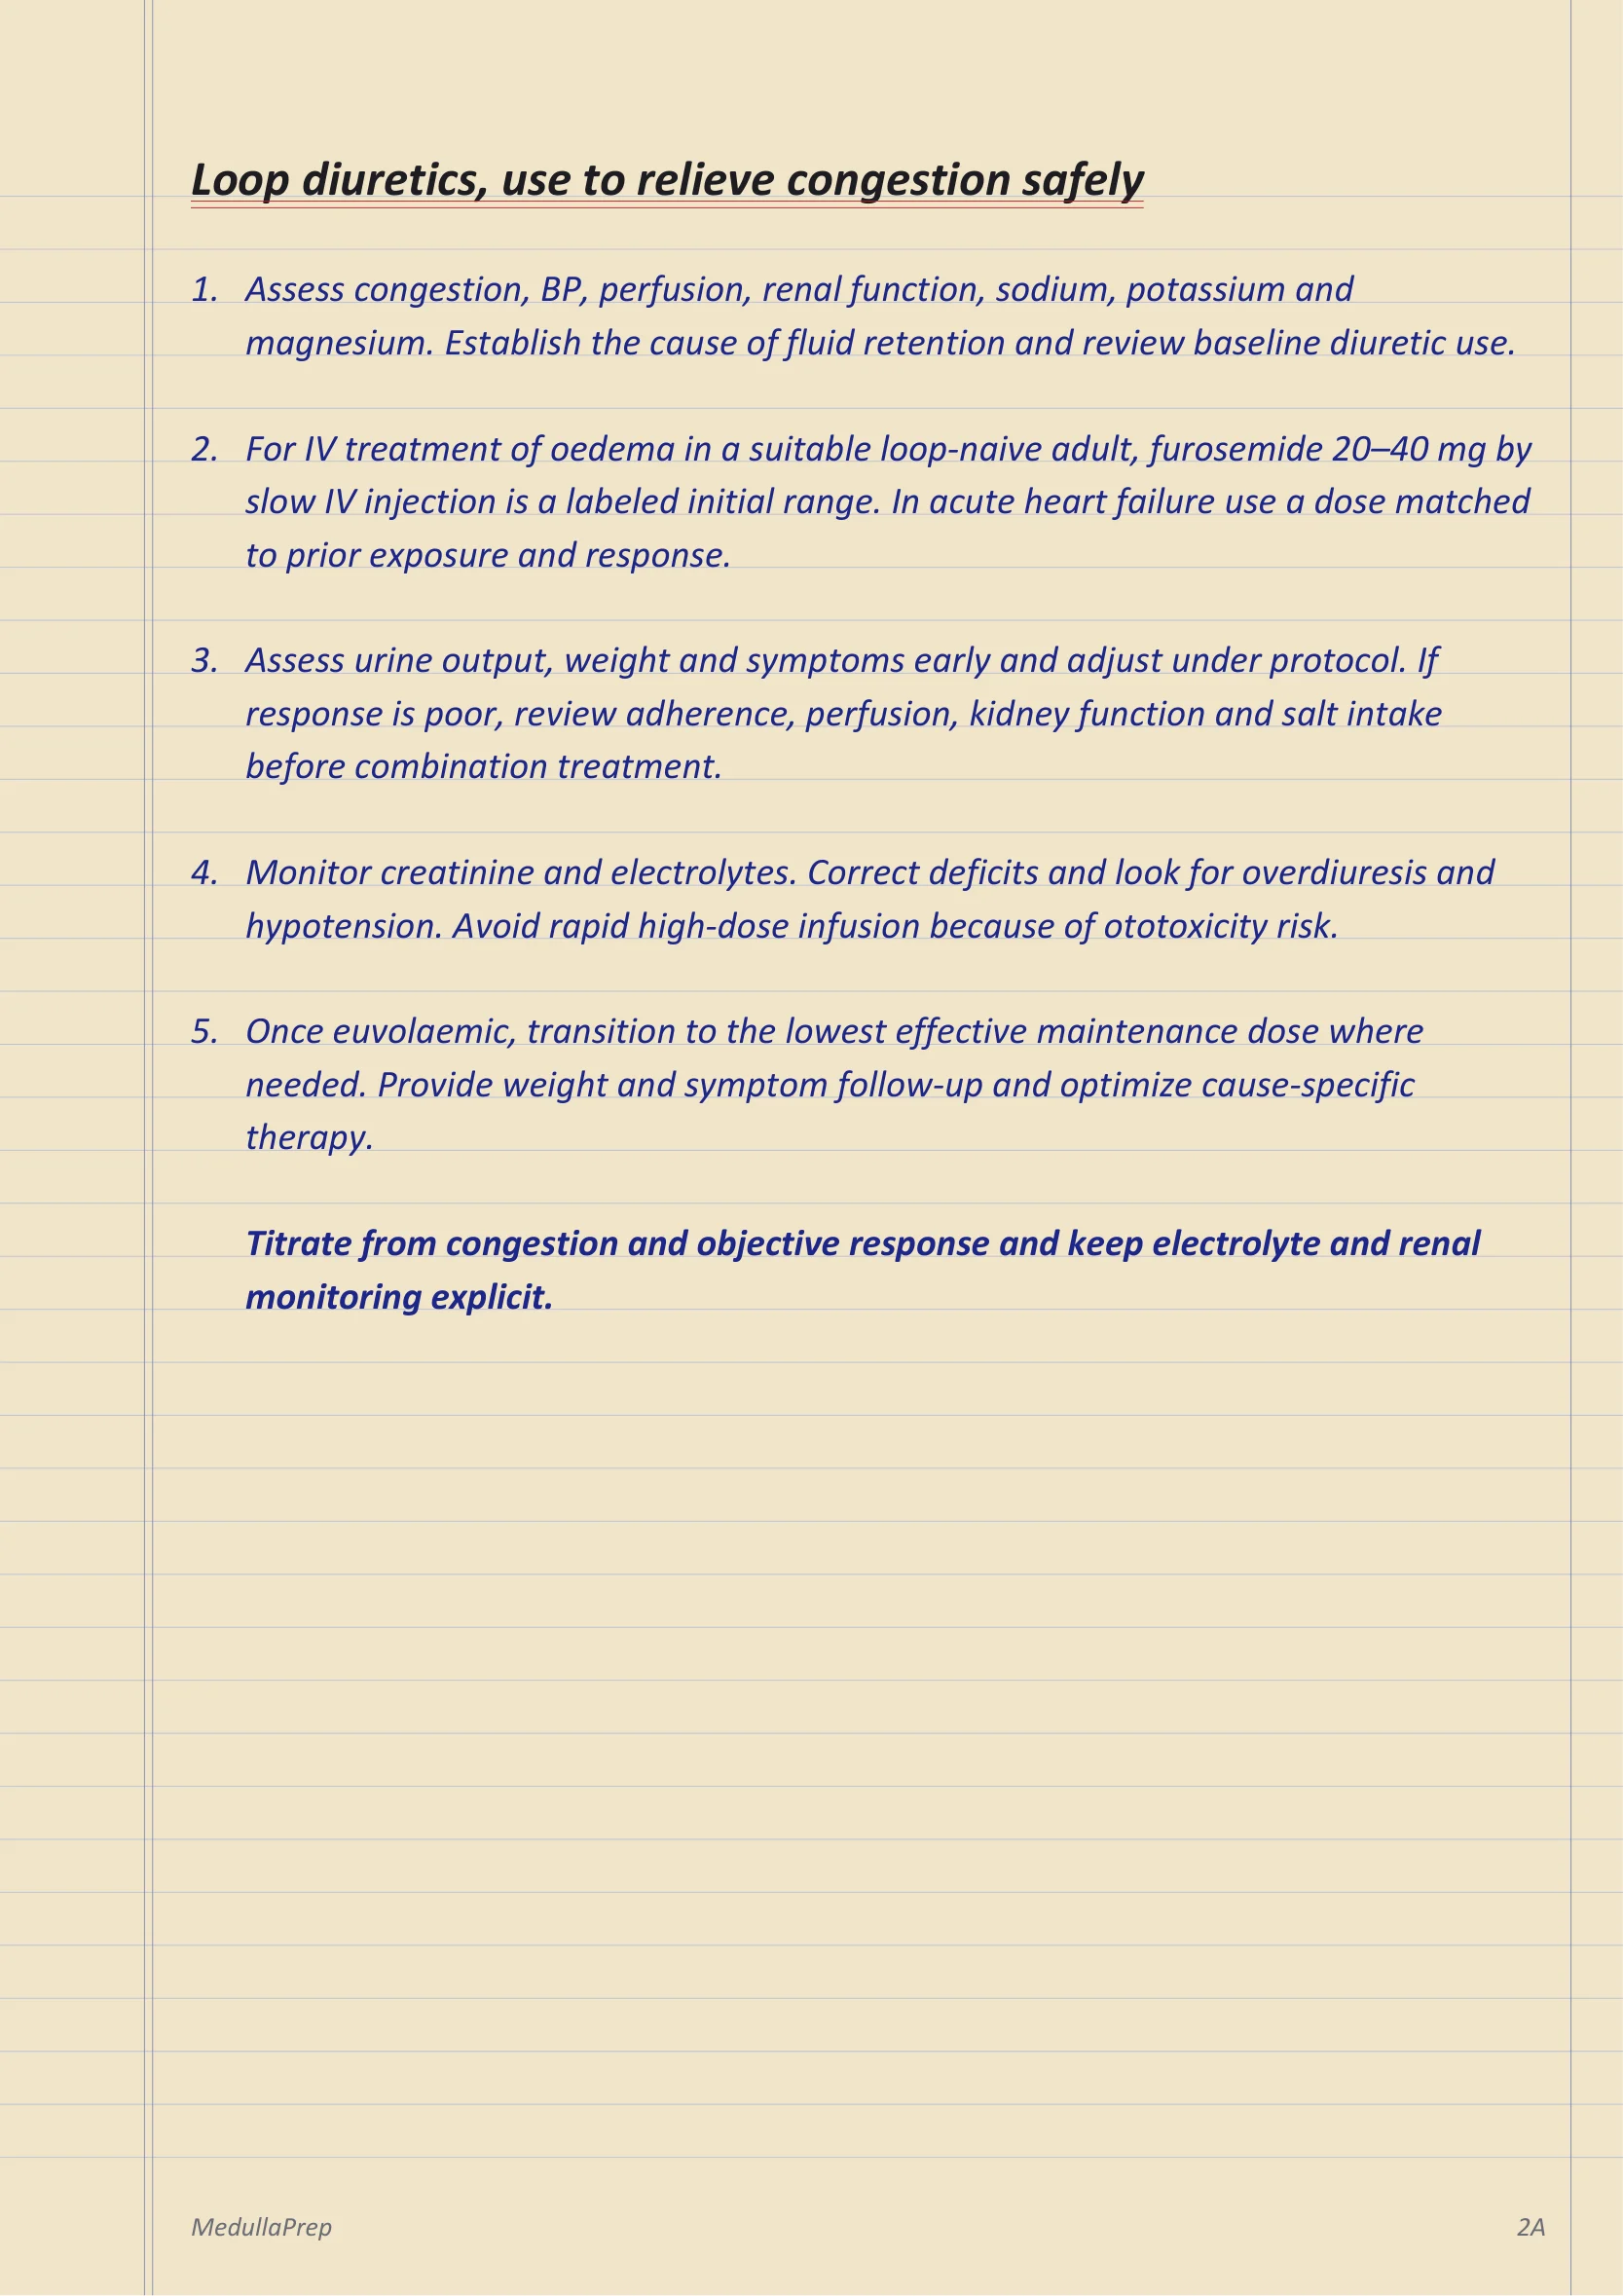 Loop diuretics, use to relieve congestion safely
1. Assess congestion, BP, perfusion, renal function, sodium, potassium and
magnesium. Establish the cause of fluid retention and review baseline diuretic use.
2. For IV treatment of oedema in a suitable loop-naive adult, furosemide 20–40 mg by
slow IV injection is a labeled initial range. In acute heart failure use a dose matched
to prior exposure and response.
3. Assess urine output, weight and symptoms early and adjust under protocol. If
response is poor, review adherence, perfusion, kidney function and salt intake
before combination treatment.
4. Monitor creatinine and electrolytes. Correct deficits and look for overdiuresis and
hypotension. Avoid rapid high-dose infusion because of ototoxicity risk.
5. Once euvolaemic, transition to the lowest effective maintenance dose where
needed. Provide weight and symptom follow-up and optimize cause-specific
therapy.
Titrate from congestion and objective response and keep electrolyte and renal
monitoring explicit.
MedullaPrep
2A